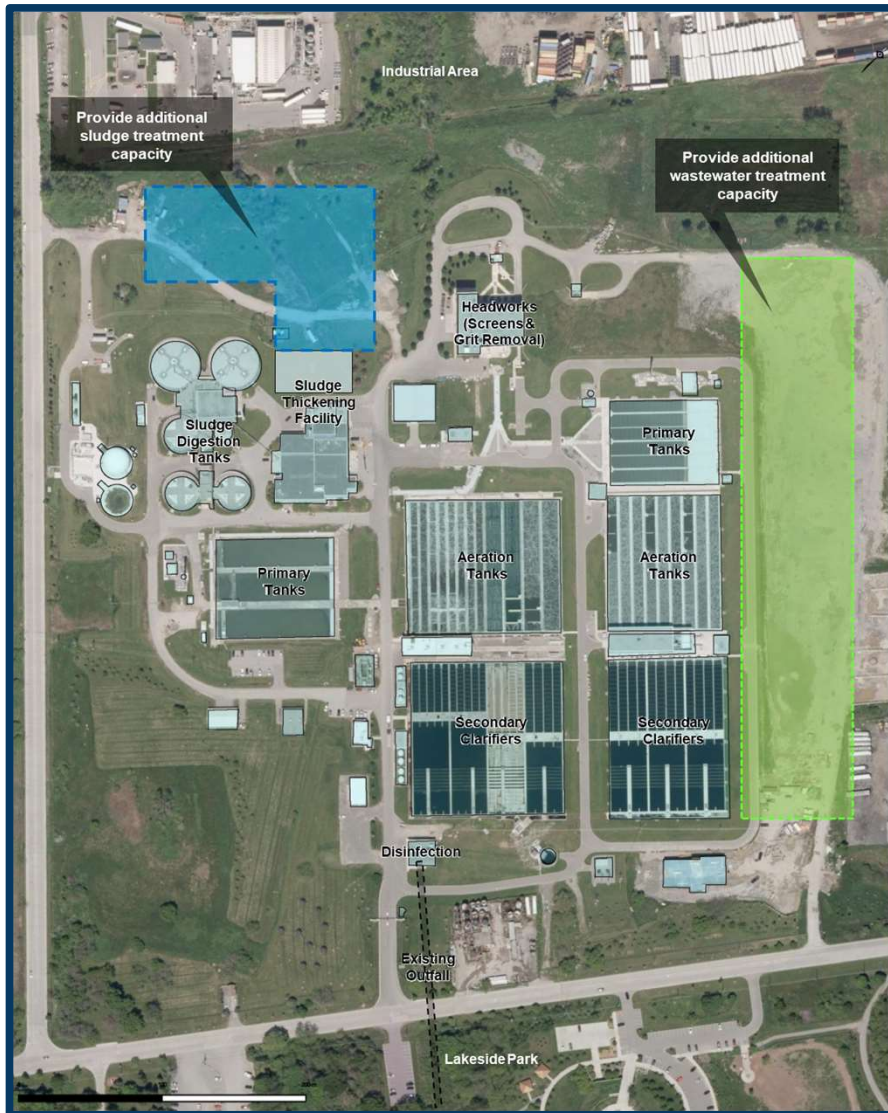 Industrial Area
Provide additional
sludge treatment
capacity
Provide additional
wastewater treatment
capacity
Headworks
(Screens &
Grit Removal)
Sludge
Thickening
Facility
Sludge
Digestion
Tanks
Primary
Tanks
Primary
Tanks
Aeration
Tanks
Aeration
Tanks
Secondary
Clarifiers
Secondary
Clarifiers
Disinfection
Existing
Outfall
Lakeside Park